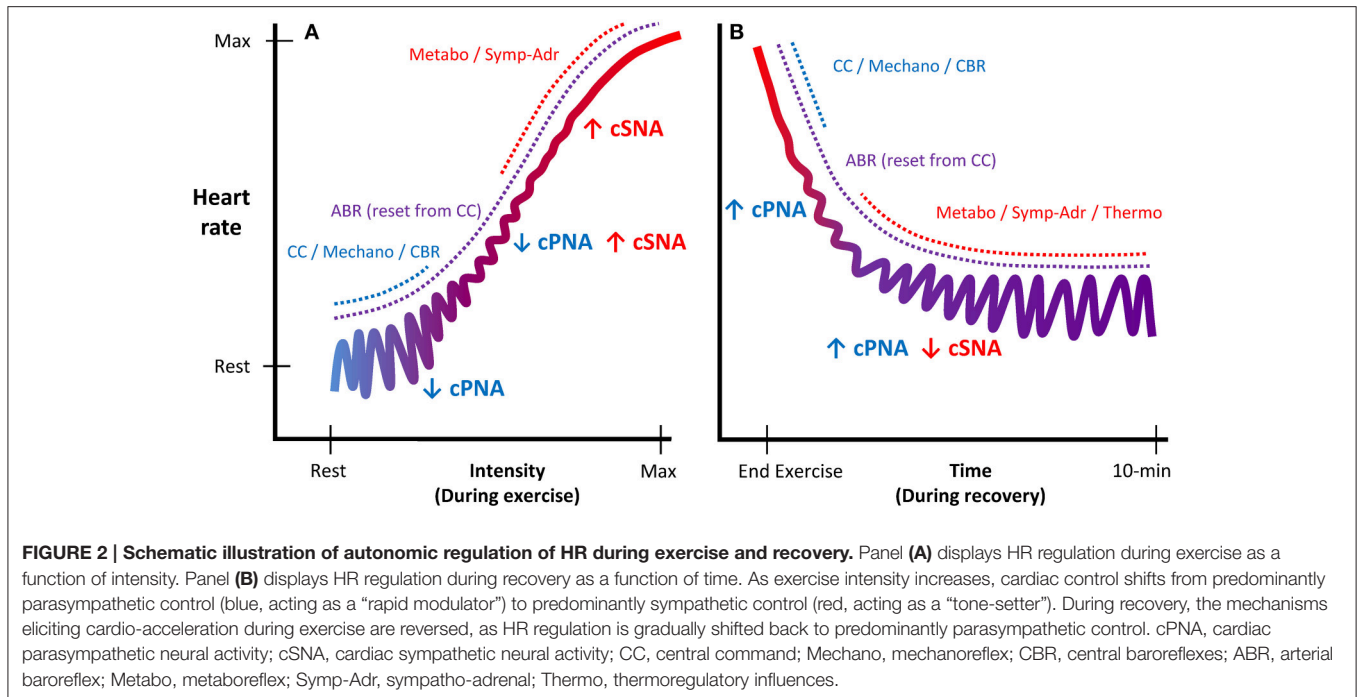 A
Max
Metabo / Symp-Adr
↑ cSNA
Heart
rate
ABR (reset from CC)
↓ cPNA ↑ cSNA
CC / Mechano / CBR
Rest
↓ cPNA
Rest
Intensity
Max
(During exercise)
B
CC / Mechano / CBR
ABR (reset from CC)
↑ cPNA
Metabo / Symp-Adr / Thermo
↑ cPNA ↓ cSNA
End Exercise
Time
10-min
(During recovery)
FIGURE 2 | Schematic illustration of autonomic regulation of HR during exercise and recovery. Panel (A) displays HR regulation during exercise as a
function of intensity. Panel (B) displays HR regulation during recovery as a function of time. As exercise intensity increases, cardiac control shifts from predominantly
parasympathetic control (blue, acting as a “rapid modulator”) to predominantly sympathetic control (red, acting as a “tone-setter”). During recovery, the mechanisms
eliciting cardio-acceleration during exercise are reversed, as HR regulation is gradually shifted back to predominantly parasympathetic control. cPNA, cardiac
parasympathetic neural activity; cSNA, cardiac sympathetic neural activity; CC, central command; Mechano, mechanoreflex; CBR, central baroreflexes; ABR, arterial
baroreflex; Metabo, metaboreflex; Symp-Adr, sympatho-adrenal; Thermo, thermoregulatory influences.